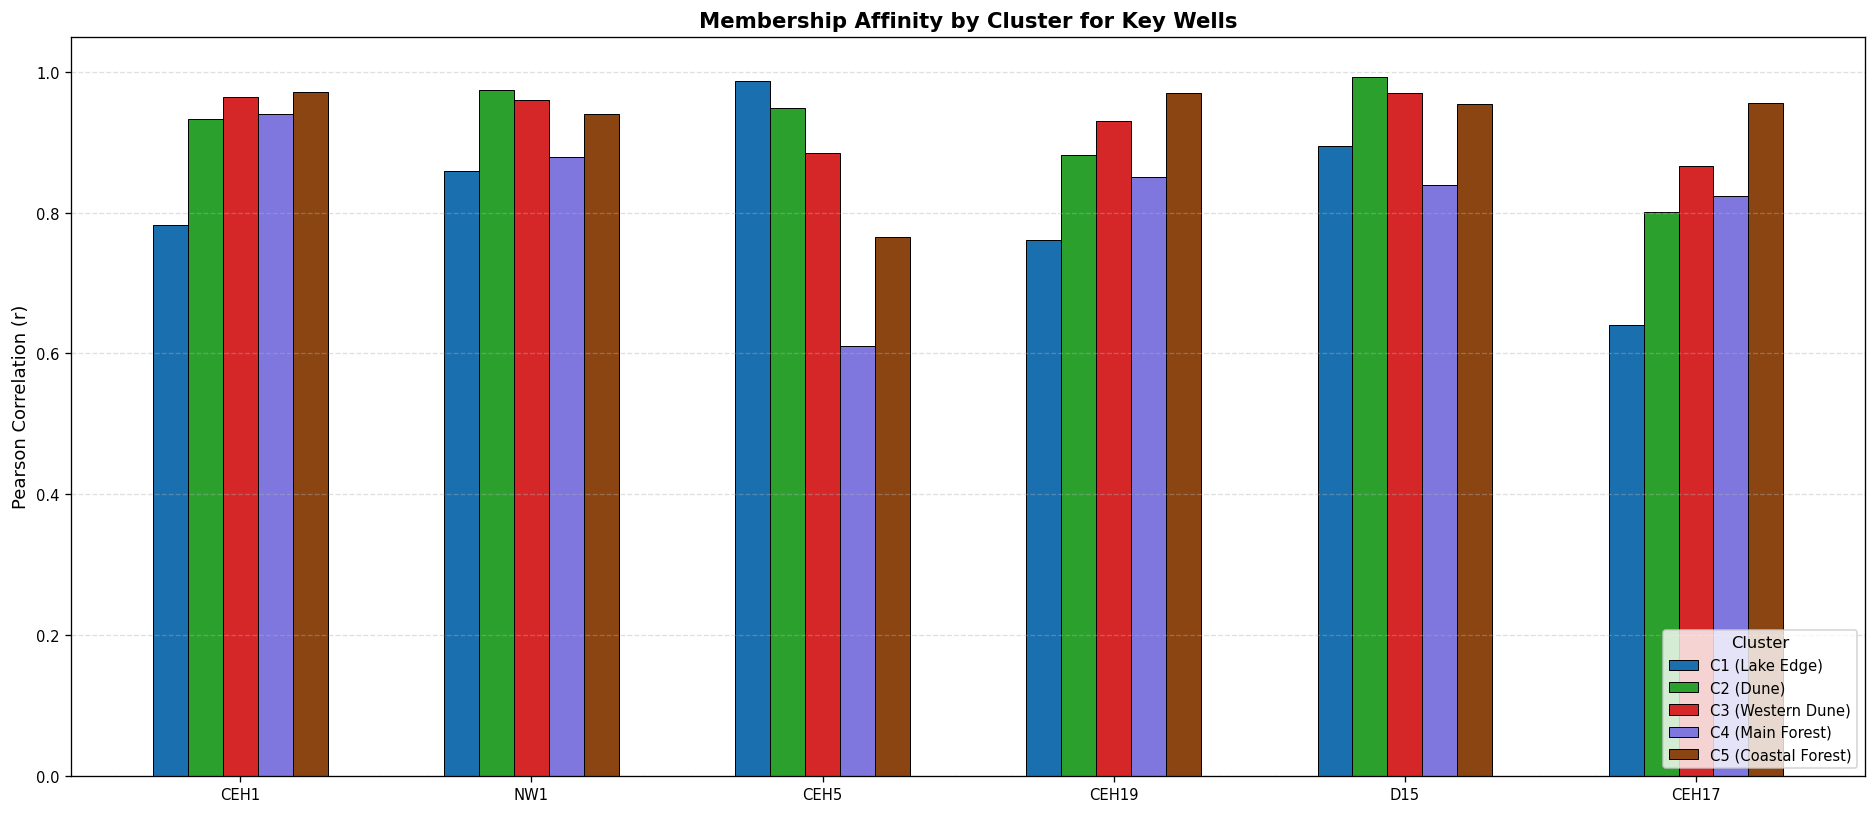 Membership Affinity by Cluster for Key Wells
Pearson Correlation (r)
1.0
0.8
0.6
0.4
0.2
0.0
CEH1
NW1
CEH5
CEH19
D15
CEH17
Cluster
C1 (Lake Edge)
C2 (Dune)
C3 (Western Dune)
C4 (Main Forest)
C5 (Coastal Forest)